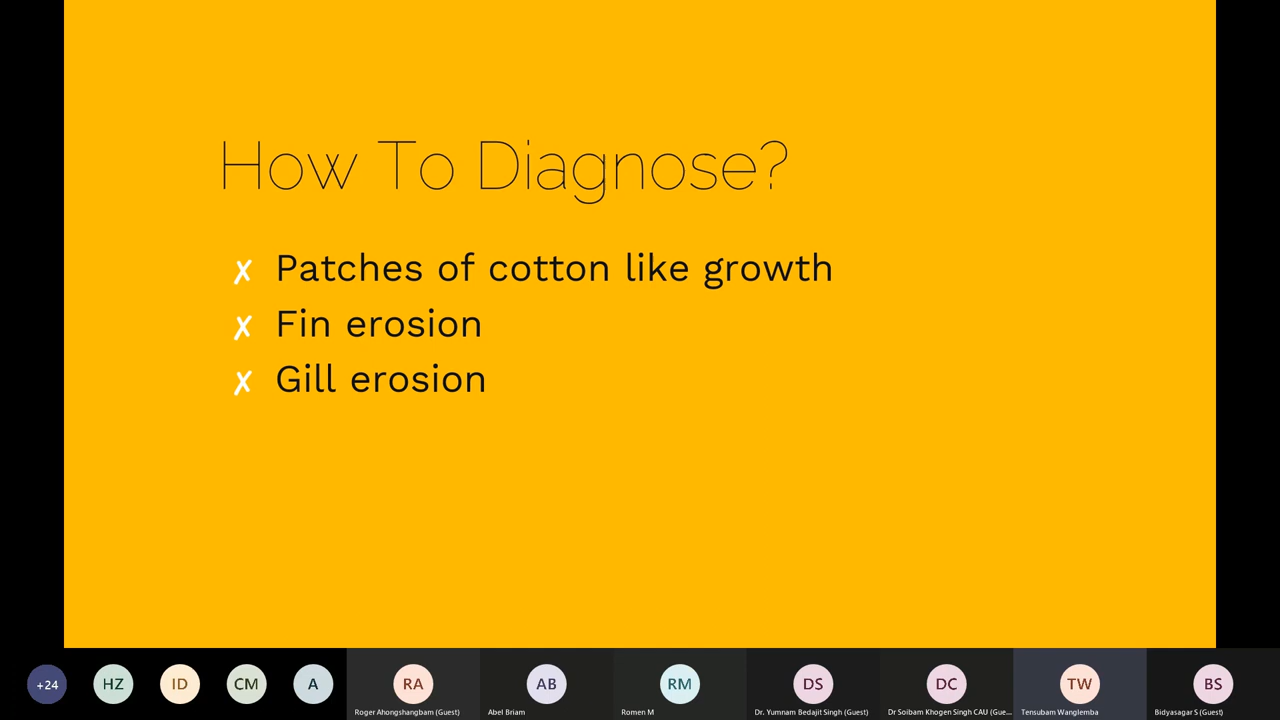 How To Diagnose?
✗ Patches of cotton like growth
✗ Fin erosion
✗ Gill erosion
+24
HZ
ID
CM
A
RA
AB
RM
DS
DC
TW
BS
Roger Ahongshangbam (Guest)
Abel Briam
Romen M
Dr. Yumnam Bedajit Singh (Guest)
Dr Soibam Khogen Singh CAU (Gue...
Tensubam Wanglemba
Bidyasagar S (Guest)